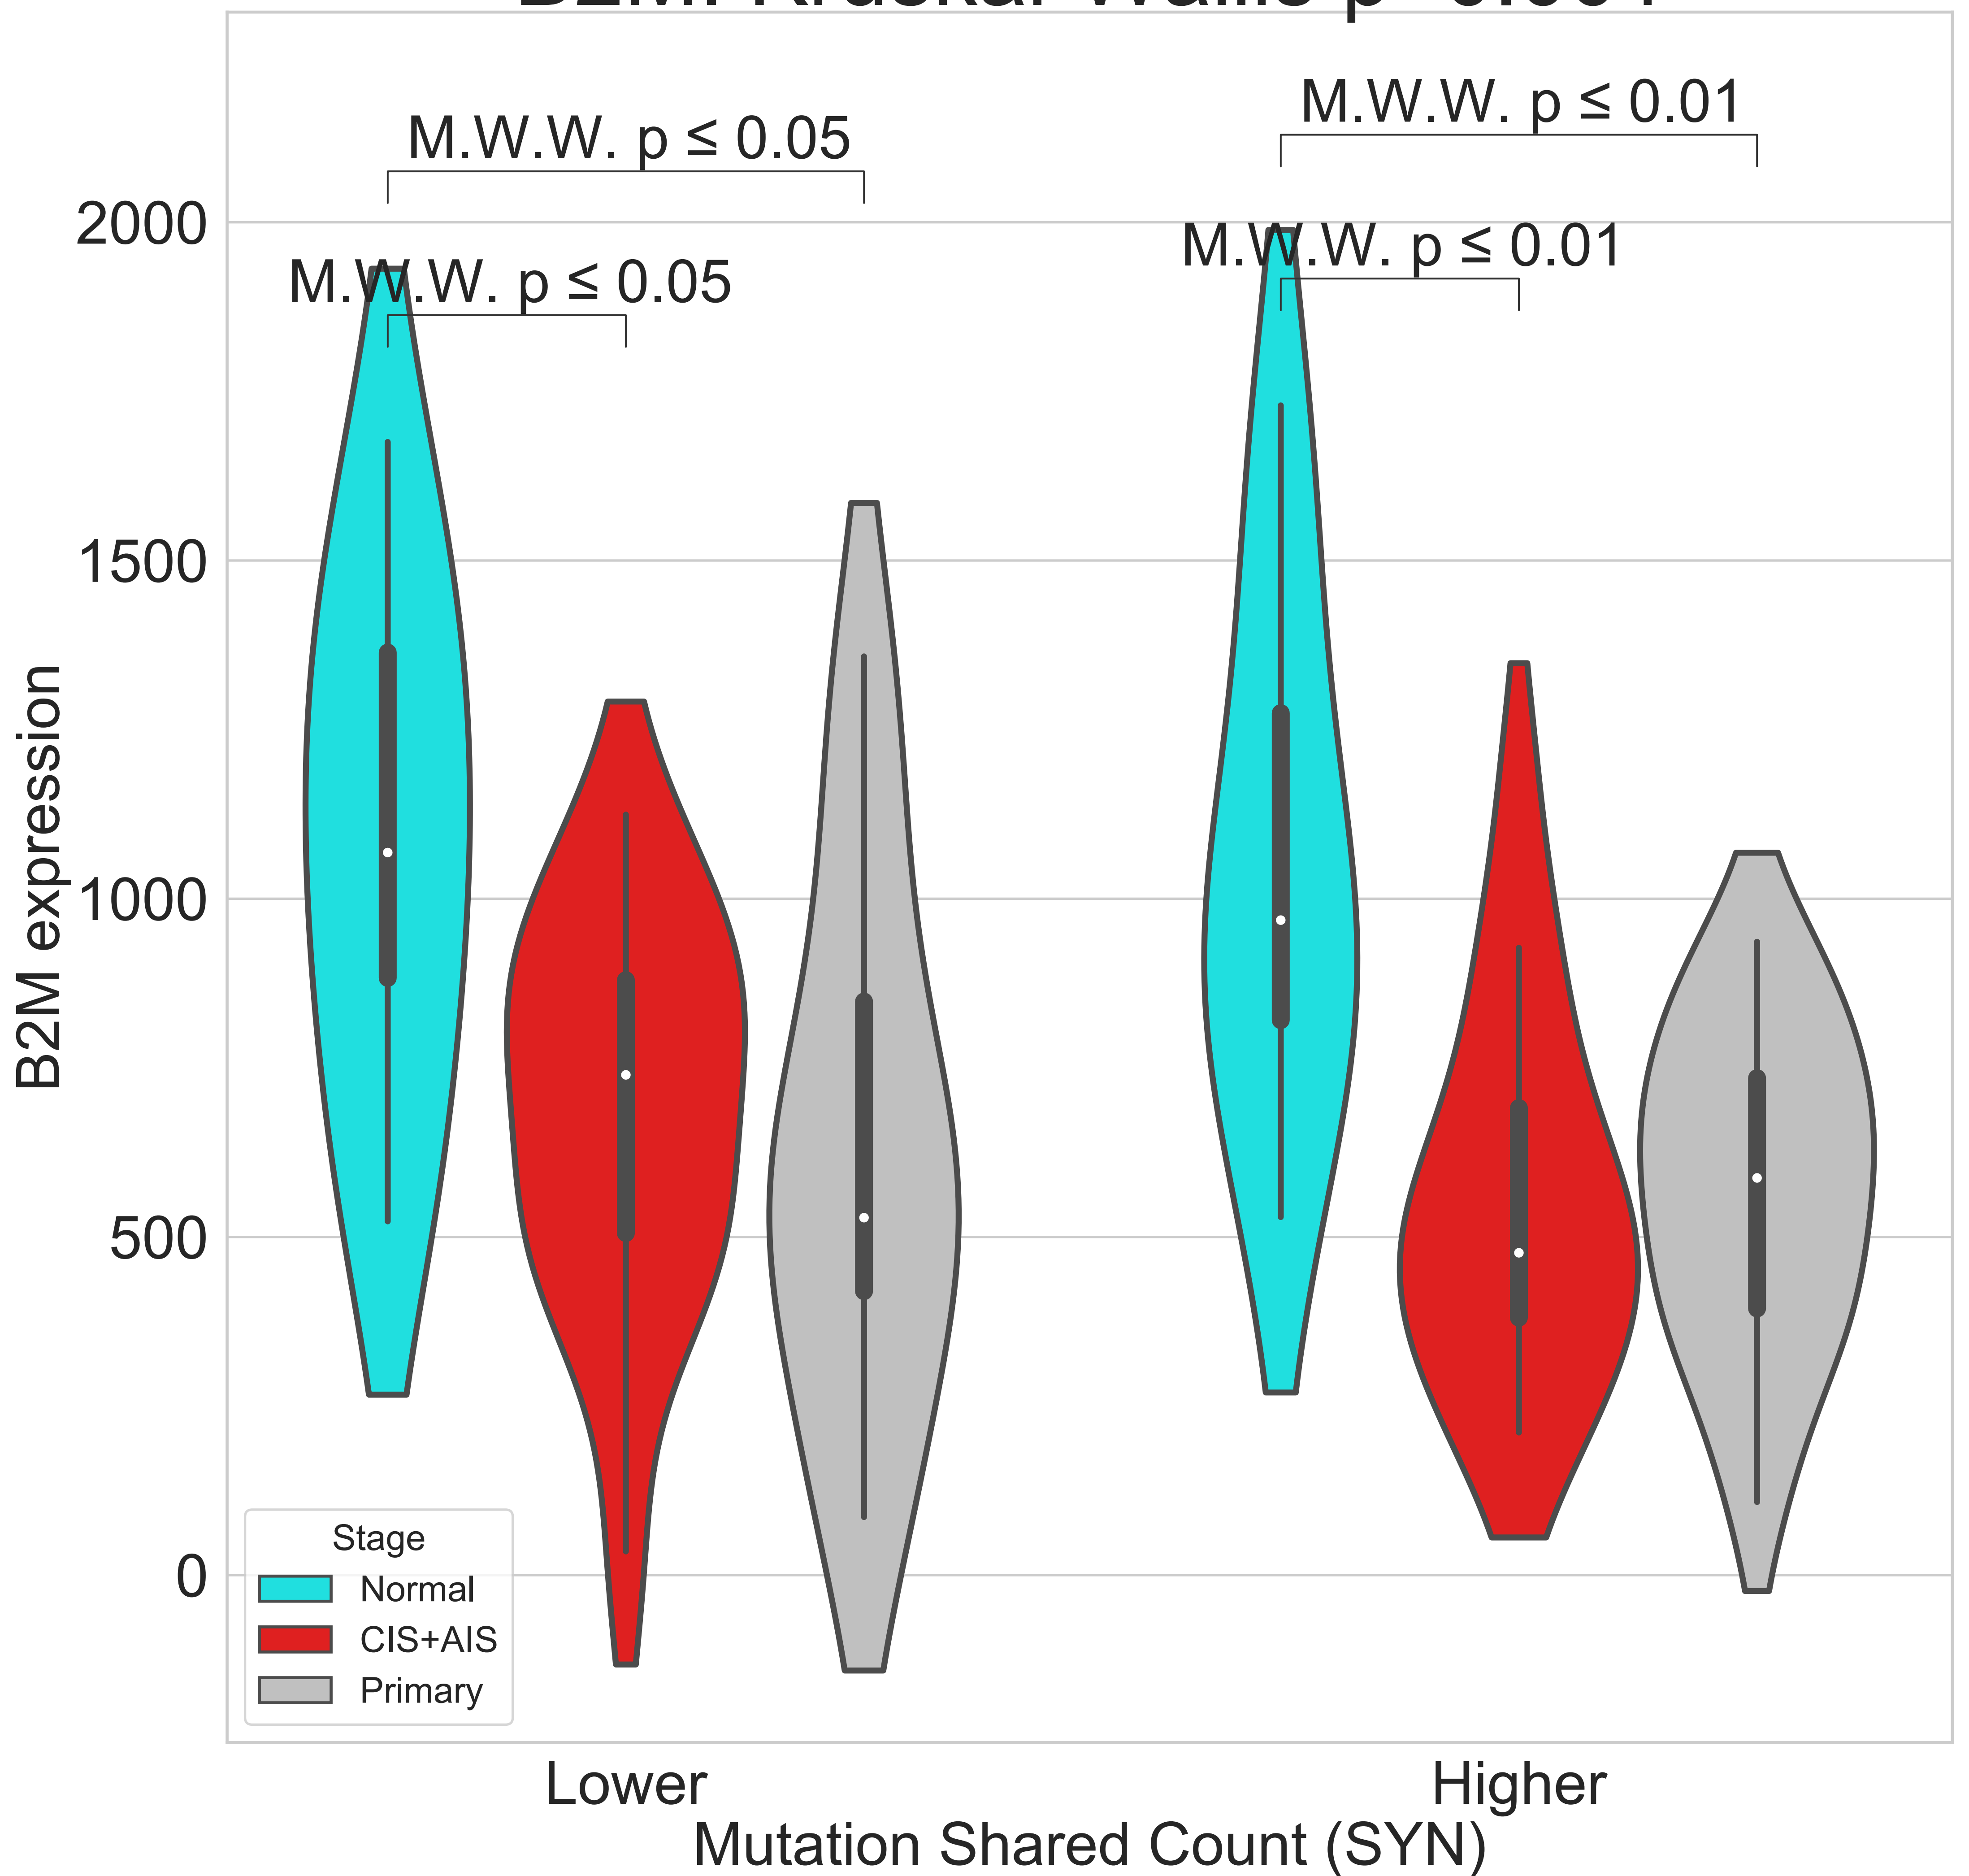 M.W.W. p ≤ 0.01
M.W.W. p ≤ 0.05
2000
M.W.W. p ≤ 0.01
M.W.W. p ≤ 0.05
1500
1000
500
0
B2M expression
Stage
Normal
CIS+AIS
Primary
Lower
Higher
Mutation Shared Count (SYN)